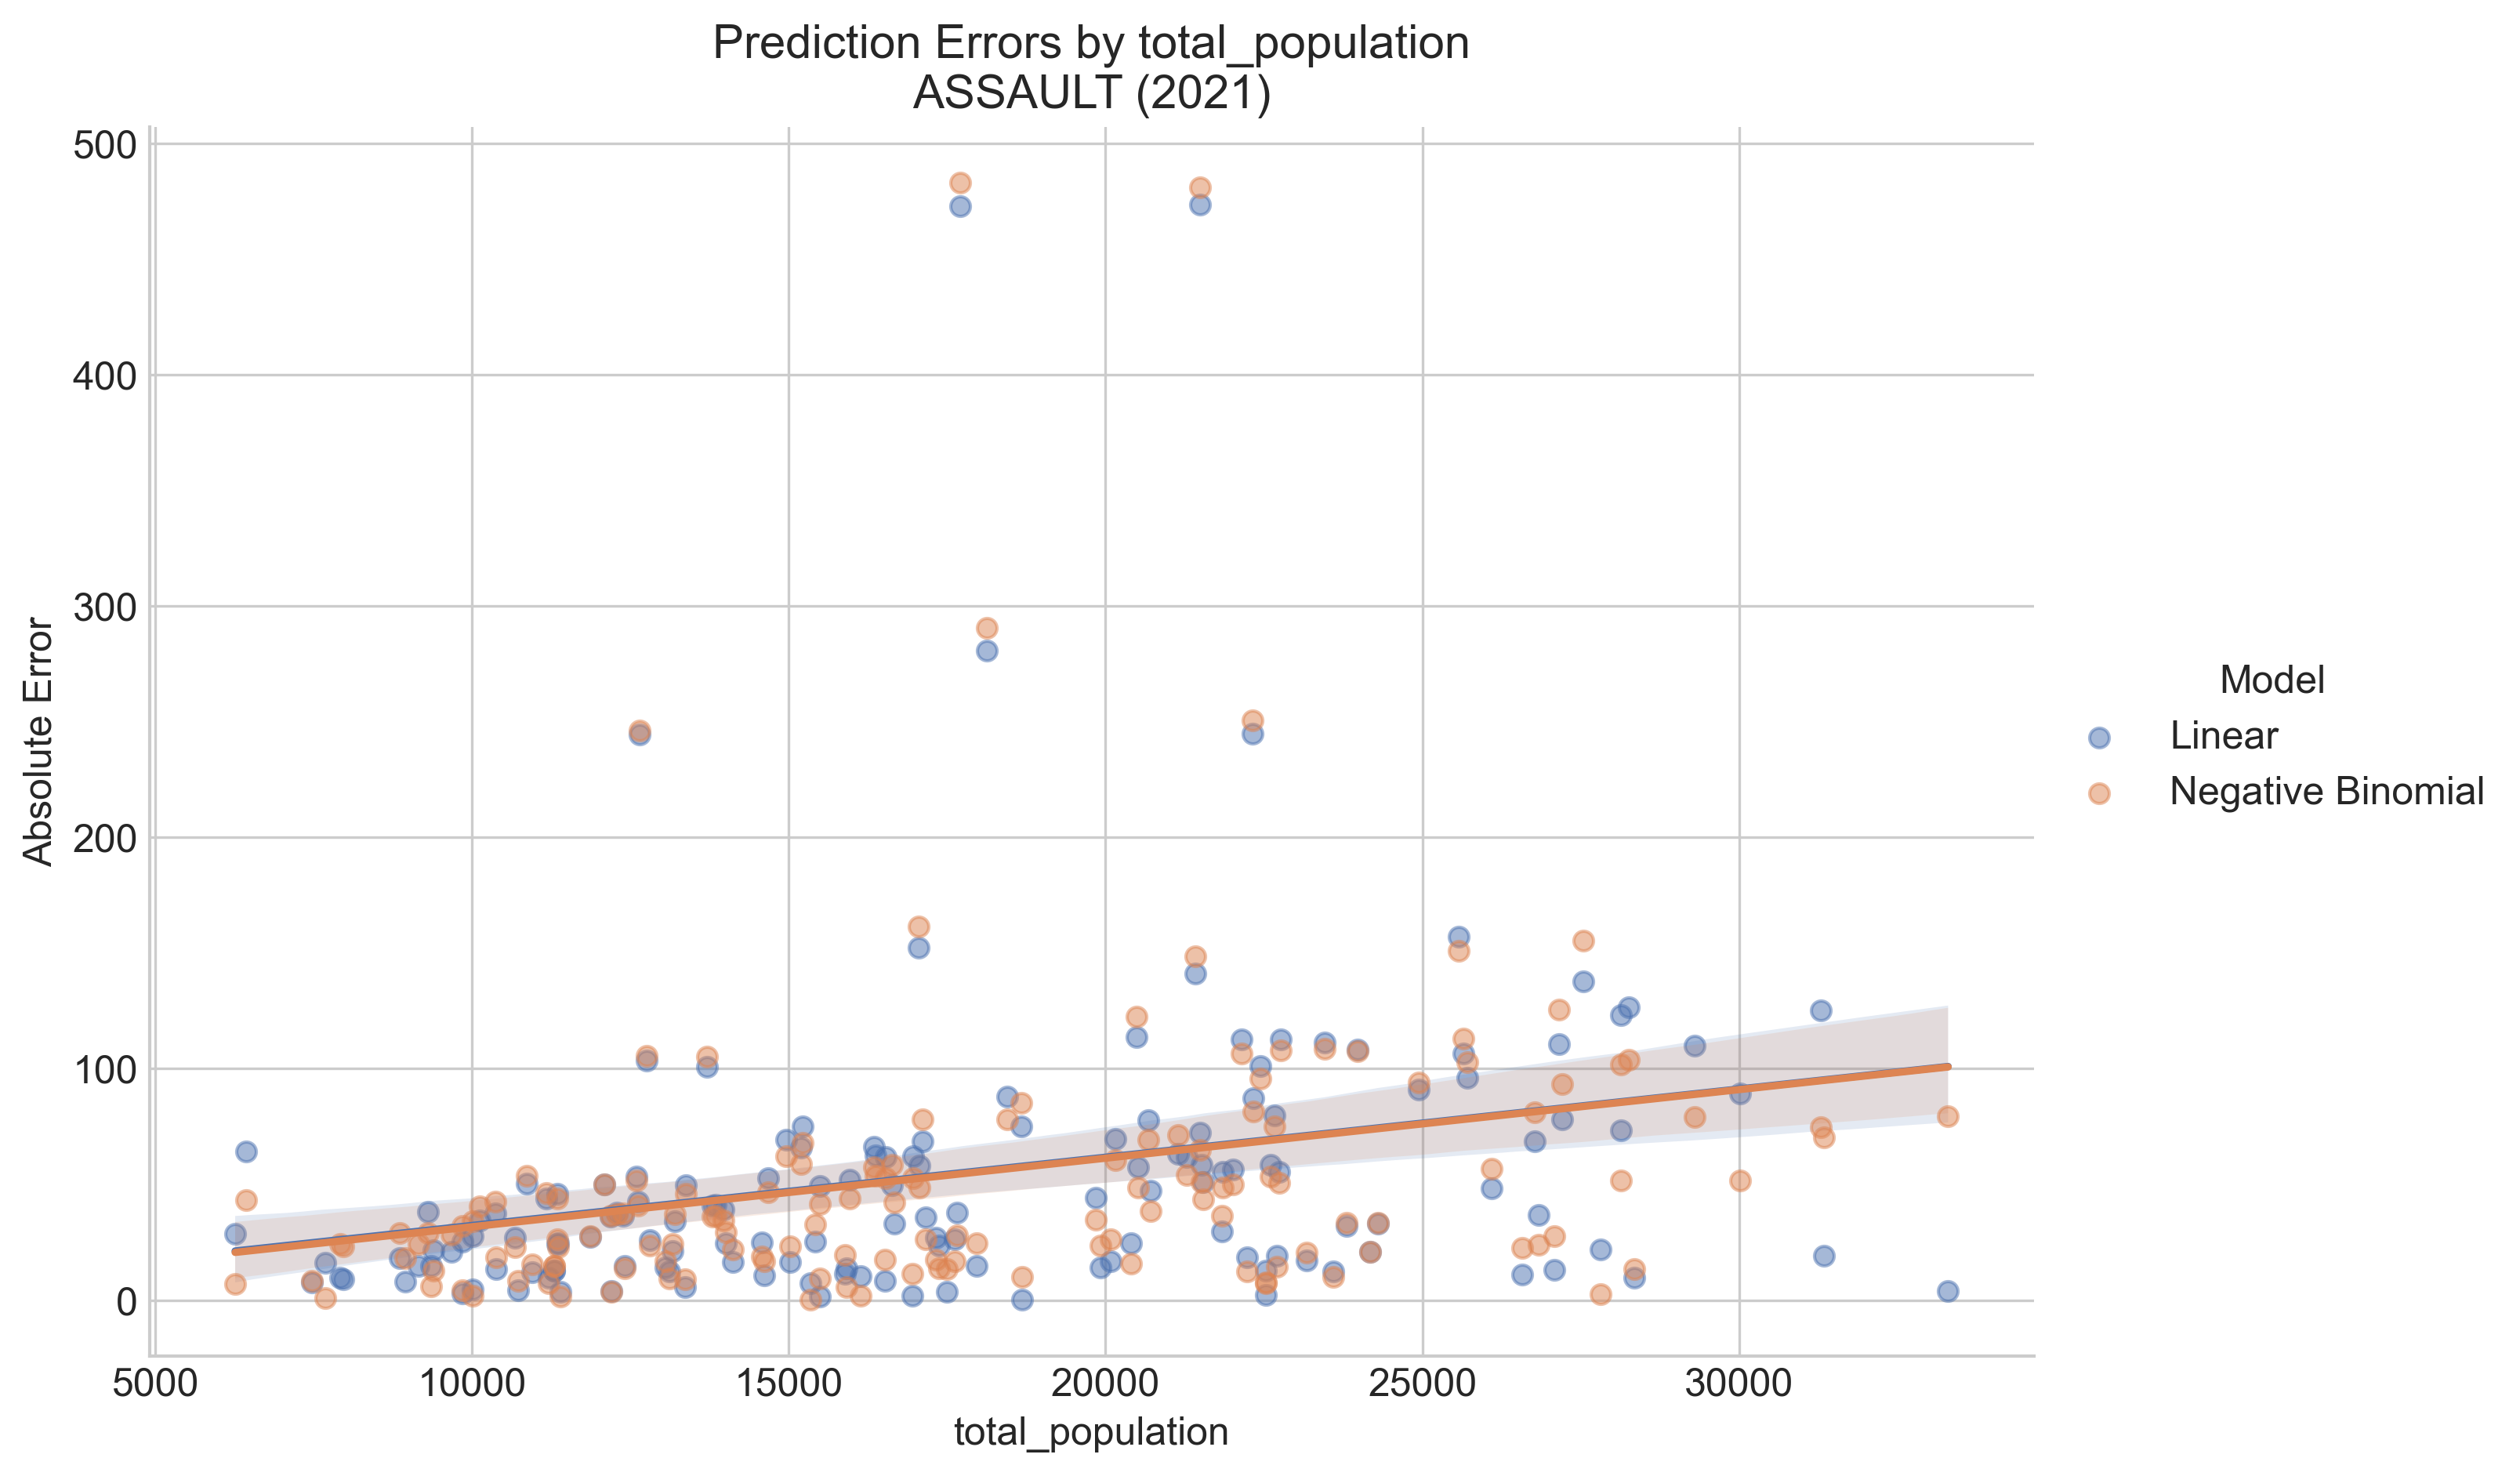 Prediction Errors by total_population
ASSAULT (2021)
500
400
300
200
100
0
Absolute Error
5000
10000
15000
20000
25000
30000
total_population
Model
Linear
Negative Binomial